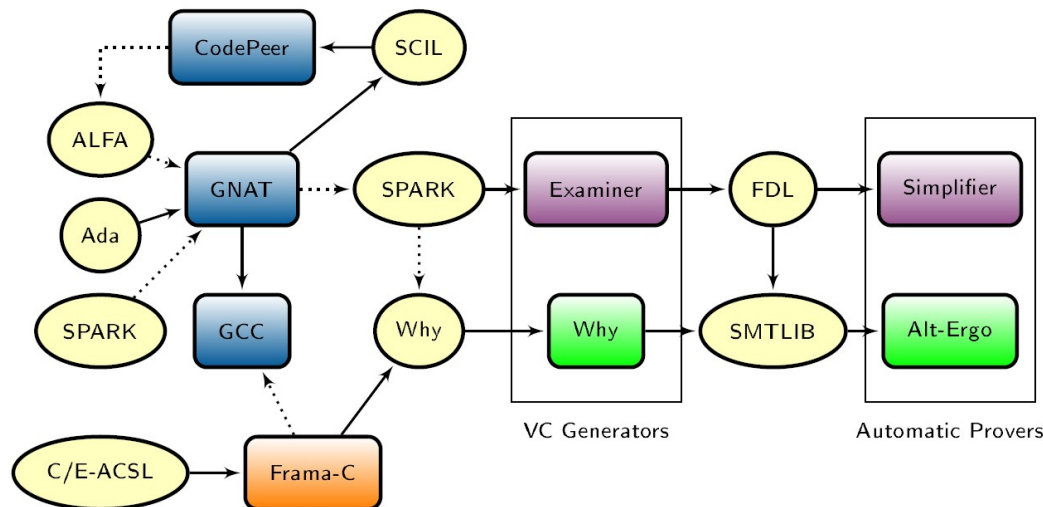 CodePeer
SCIL
ALFA
GNAT
SPARK
Examiner
FDL
Simplifier
Ada
SPARK
GCC
Why
Why
SMTLIB
Alt-Ergo
VC Generators
Automatic Provers
C/E-ACSL
Frama-C